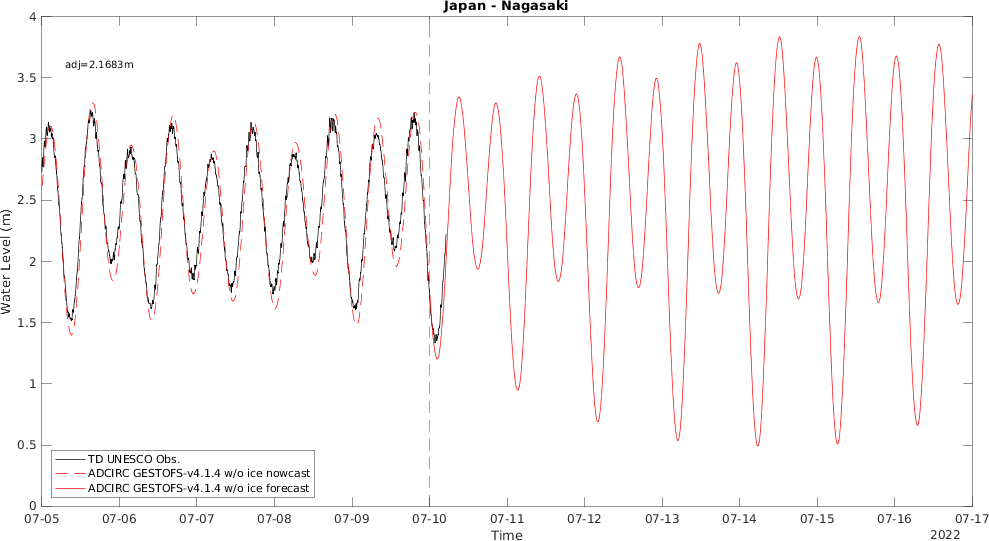 Japan - Nagasaki
adj=2.1683m
Water Level (m)
4
3.5
3
2.5
2
1.5
1
0.5
0
TD UNESCO Obs.
ADCIRC GESTOFS-v4.1.4 w/o ice nowcast
ADCIRC GESTOFS-v4.1.4 w/o ice forecast
07-05 07-06 07-07 07-08 07-09 07-10 07-11 07-12 07-13 07-14 07-15 07-16 07-17
Time
2022